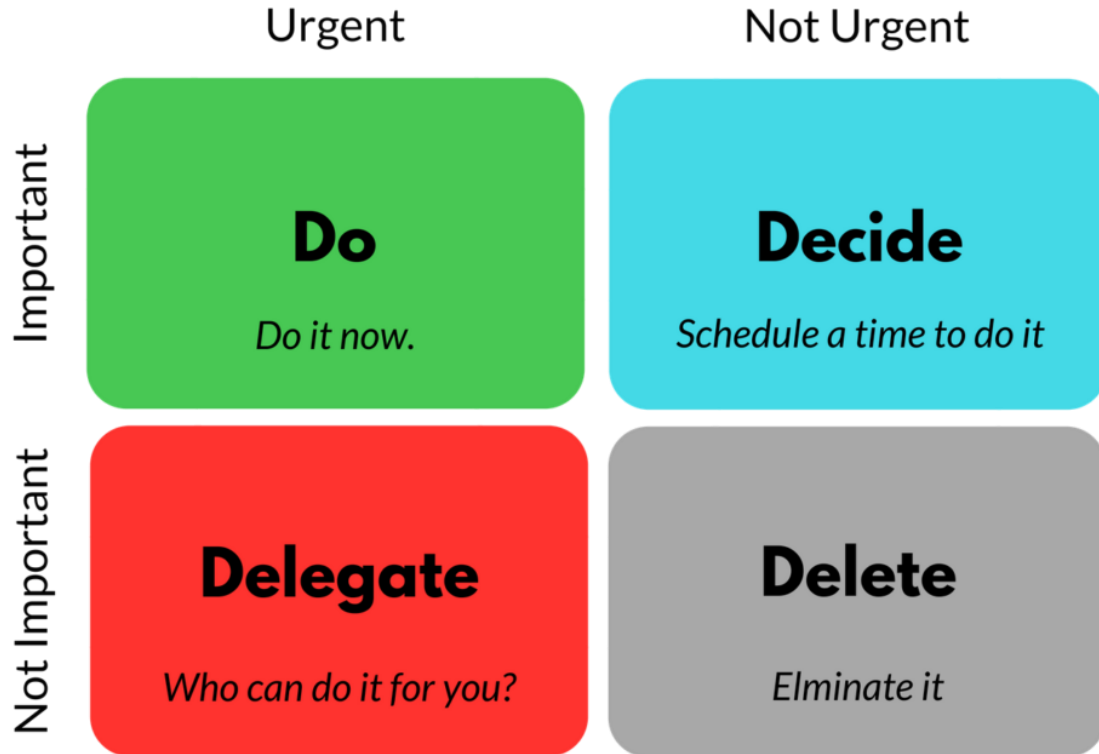 Urgent
Not Urgent
Important
Do
Do it now.
Decide
Schedule a time to do it
Not Important
Delegate
Who can do it for you?
Delete
Elminate it